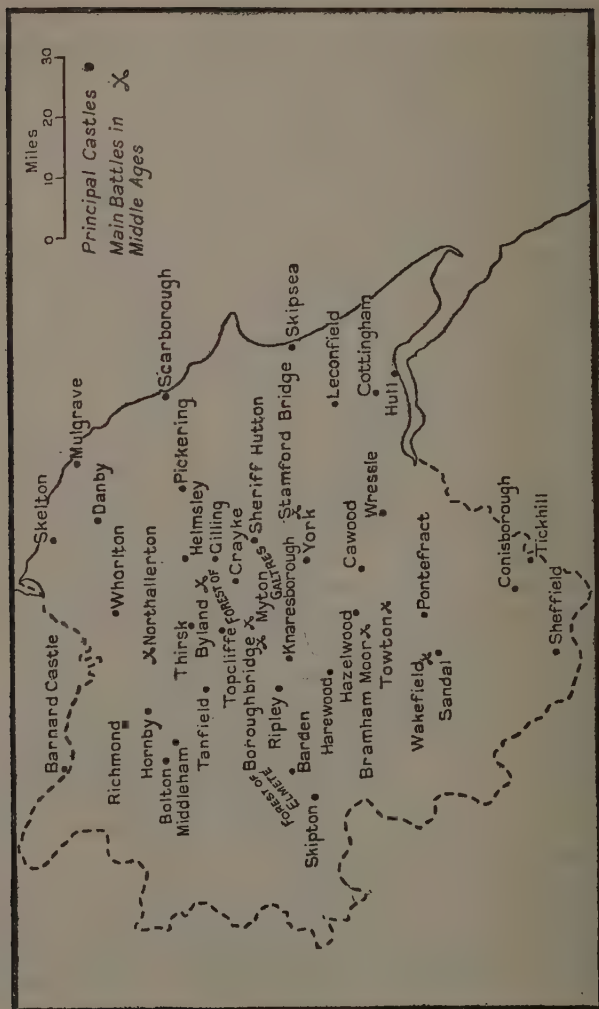 Miles
0 10 20 30
Principal Castles
Main Battles in
Middle Ages
Skelton
Mulgrave
Barnard Castle
Danby
Whorlton
Richmond
Northallerton
Scarborough
Hornby
Pickering
Bolton
Middleham
Thirsk
Helmsley
Tanfield
Byland
Gilling
Topcliffe
FOREST OF
GALTRES
Crayke
Boroughbridge
Myton
Sheriff Hutton
Ripley
Knaresborough
Stamford Bridge
Skipsea
FOREST OF
ELMETE
Barden
York
Skipton
Harewood
Leconfield
Hazelwood
Cawood
Bramham Moor
Wressle
Cottingham
Towton
Hull
Wakefield
Pontefract
Sandal
Conisborough
Tickhill
Sheffield